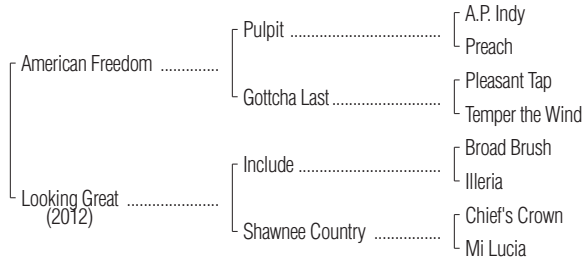 A.P. Indy
Pulpit
Preach
American Freedom
Pleasant Tap
Gottcha Last
Temper the Wind
Broad Brush
Include
Illeria
Looking Great
(2012)
Chief's Crown
Shawnee Country
Mi Lucia